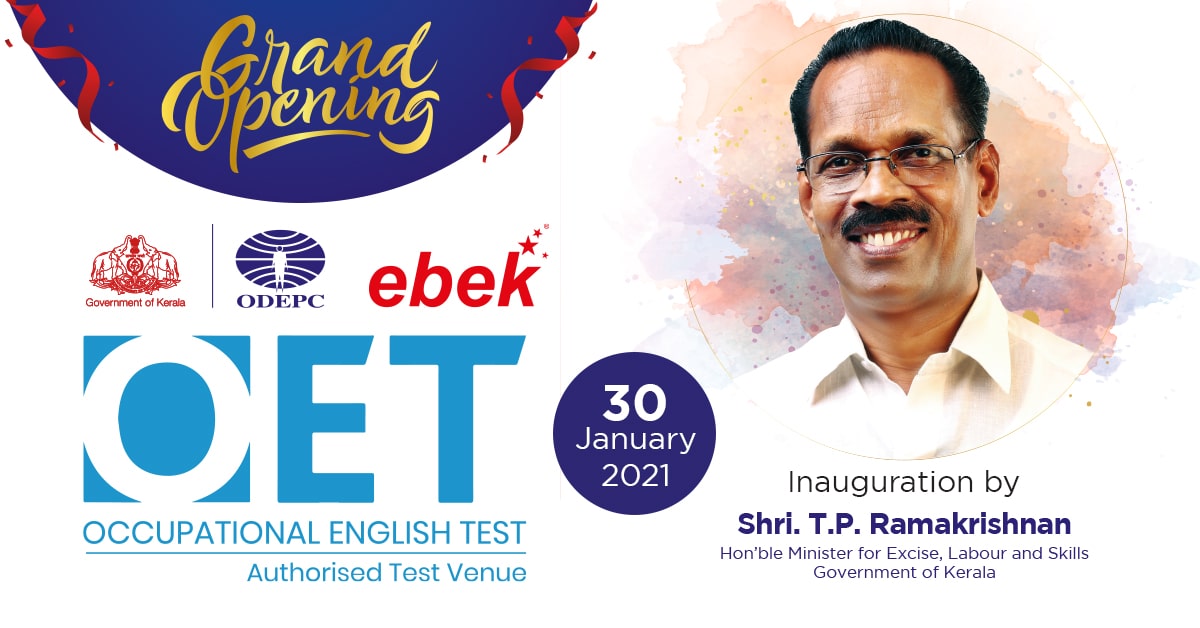 Grand
Opening
Government of Kerala
ODEPC
ebek®
OET
OCCUPATIONAL ENGLISH TEST
Authorised Test Venue
30
January
2021
Inauguration by
Shri. T.P. Ramakrishnan
Hon'ble Minister for Excise, Labour and Skills
Government of Kerala